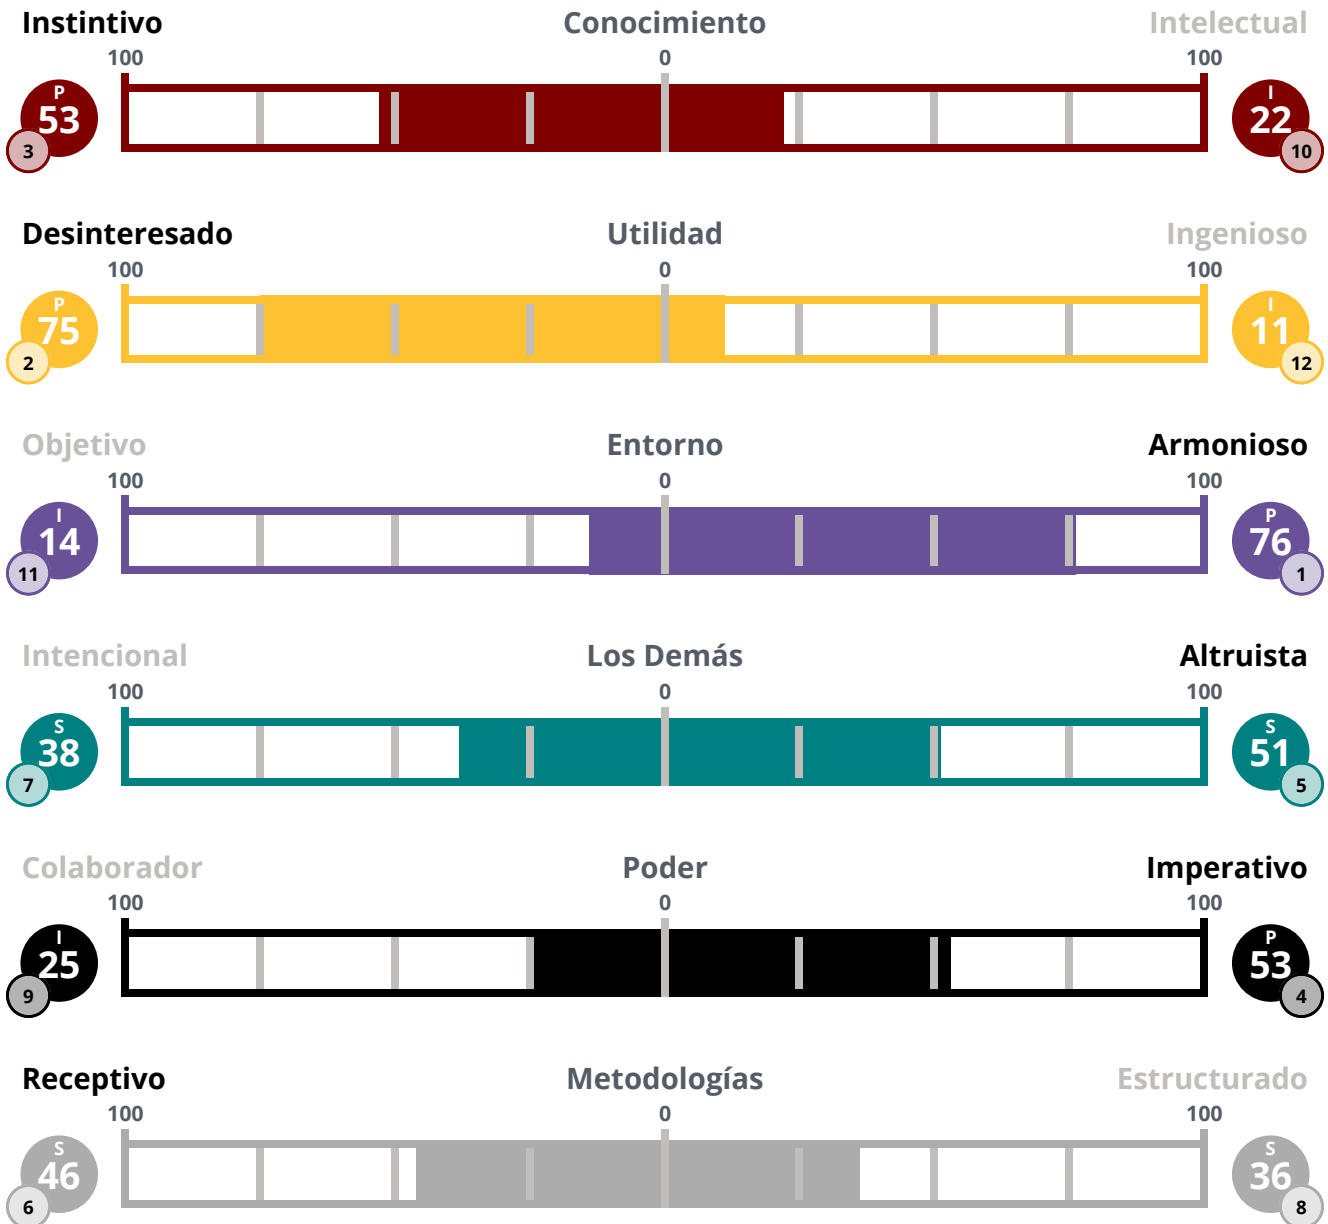 Instintivo Conocimiento Intelectual
100 0 100
P I
53 22
3 10
Desinteresado Utilidad Ingenioso
100 0 100
P I
75 11
2 12
Objetivo Entorno Armonioso
100 0 100
I P
14 76
11 1
Intencional Los Demás Altruista
100 0 100
S S
38 51
7 5
Colaborador Poder Imperativo
100 0 100
I P
25 53
9 4
Receptivo Metodologías Estructurado
100 0 100
S S
46 36
6 8